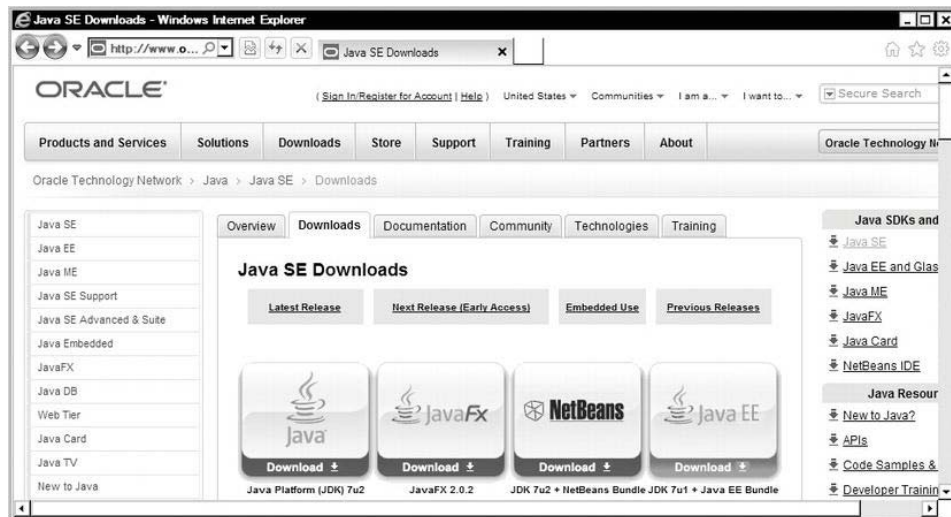 Java SE Downloads - Windows Internet Explorer
http://www.o...
Java SE Downloads
ORACLE
( Sign In/Register for Account | Help ) United States Communities I am a... I want to... Secure Search
Products and Services Solutions Downloads Store Support Training Partners About Oracle Technology
Oracle Technology Network > Java > Java SE > Downloads
Java SE
Java EE
Java ME
Java SE Support
Java SE Advanced & Suite
Java Embedded
JavaFX
Java DB
Web Tier
Java Card
Java TV
New to Java
Overview Downloads Documentation Community Technologies Training
Java SE Downloads
Latest Release Next Release (Early Access) Embedded Use Previous Releases
Java JavaFX NetBeans Java EE
Download Download Download Download
Java Platform (JDK) 7u2 JavaFX 2.0.2 JDK 7u2 + NetBeans Bundle JDK 7u1 + Java EE Bundle
Java SDKs and
Java SE
Java EE and Glas
Java ME
JavaFX
Java Card
NetBeans IDE
Java Resour
New to Java?
APIs
Code Samples &
Developer Trainin